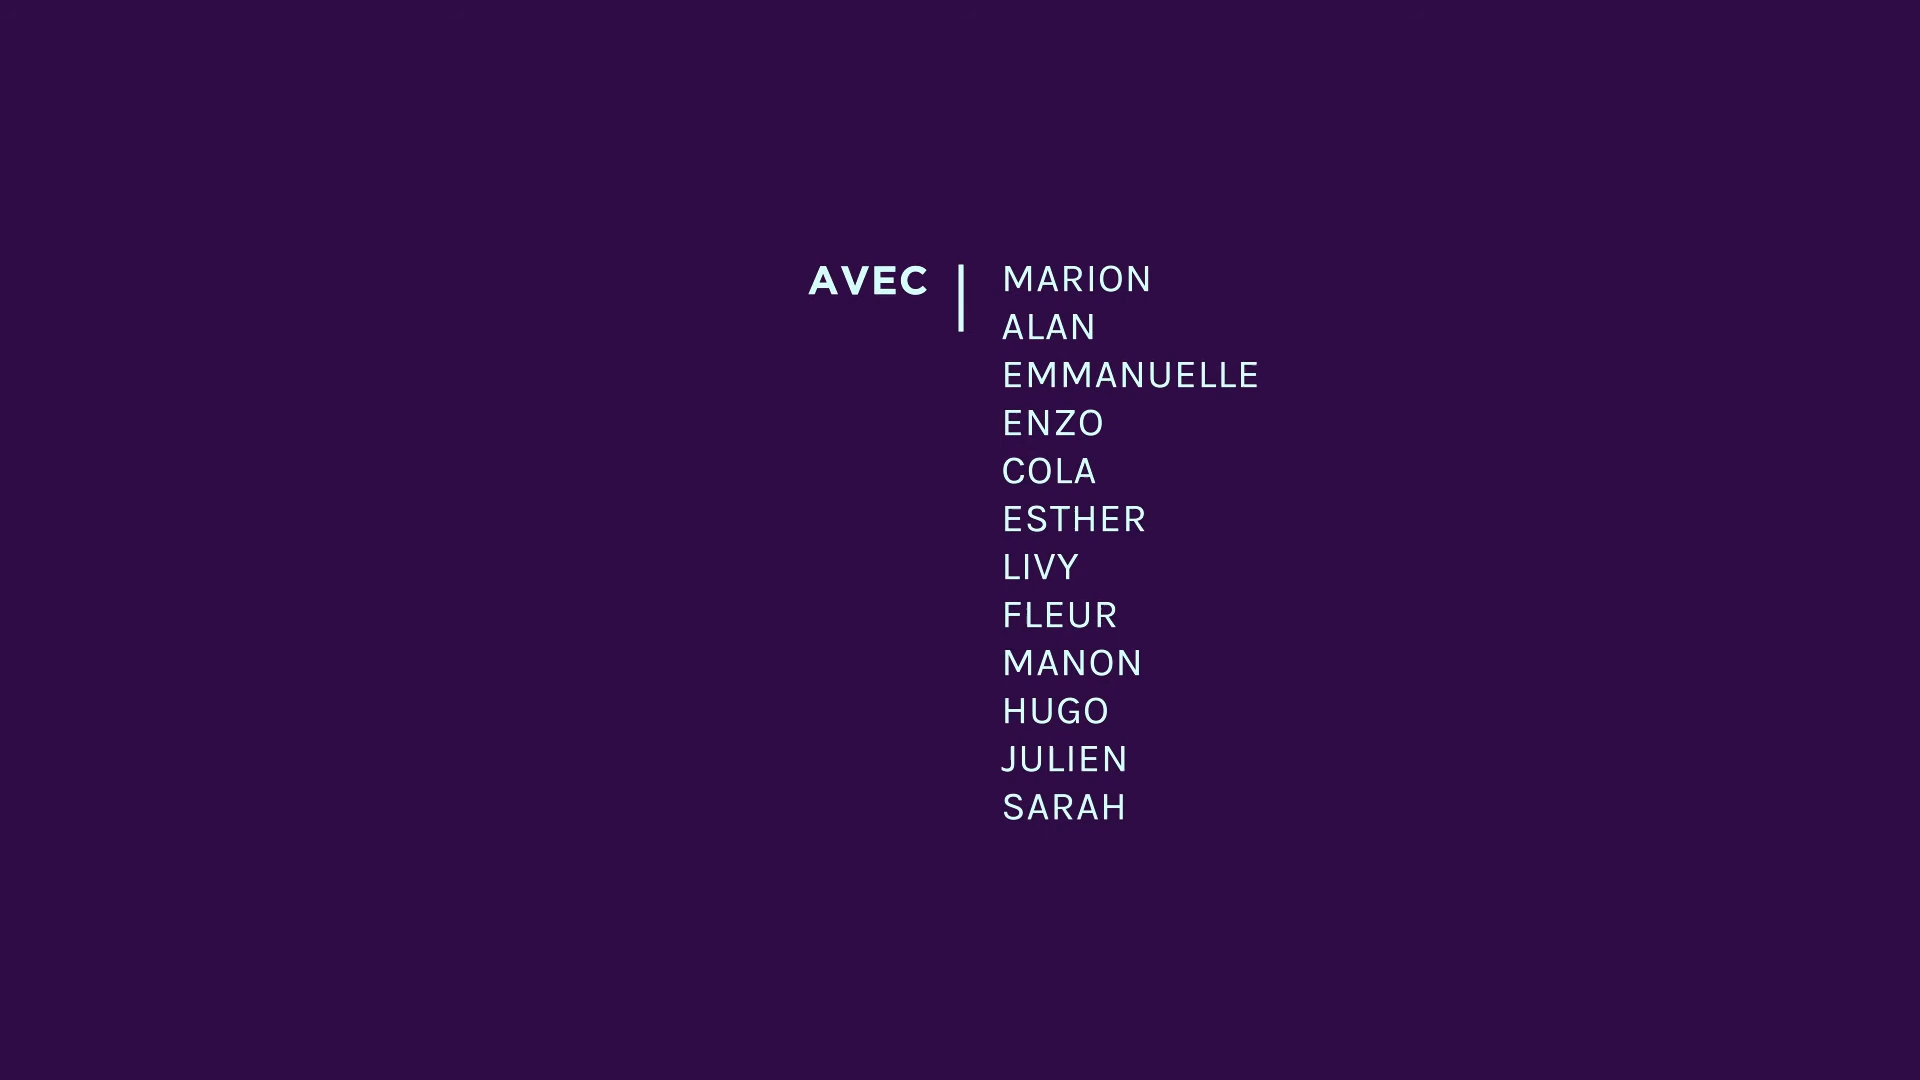 AVEC
MARION
ALAN
EMMANUELLE
ENZO
COLA
ESTHER
LIVY
FLEUR
MANON
HUGO
JULIEN
SARAH